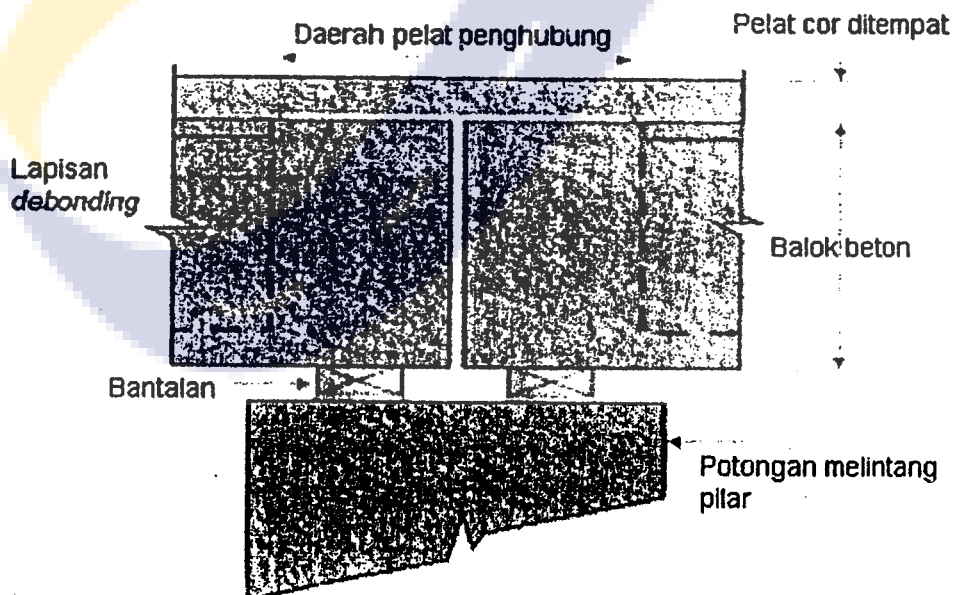 Daerah pelat penghubung
Pelat cor ditempat
Lapisan
debonding
Balok beton
Bantalan
Potongan melintang
pilar